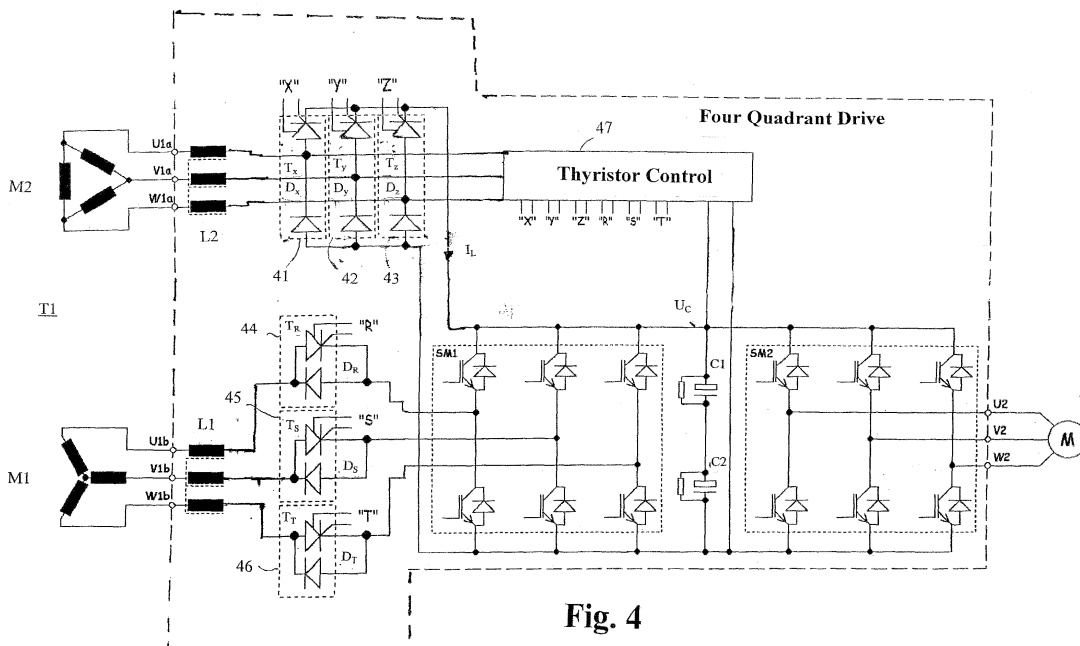 "X" "Y" "Z"
Four Quadrant Drive
47
Thyristor Control
"X" "Y" "Z" "R" "S" "T"
M2
U1a
V1a
W1a
L2
Tx Ty Tz
Dx Dy Dz
41 42 43
IL
T1
44
TR
"R"
DR
45
TS
"S"
DS
TT
"T"
DT
46
M1
U1b
V1b
W1b
L1
UC
SM1
C1
C2
SM2
U2
V2
W2
M
Fig. 4